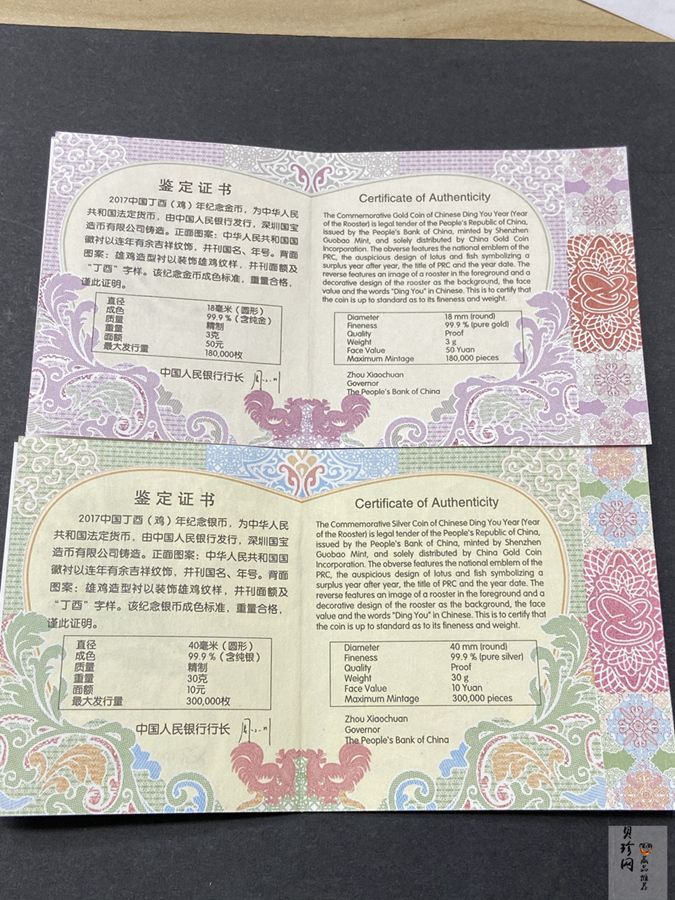 鉴定证书
2017中国丁酉（鸡）年纪念金币，为中华人民
共和国法定货币，由中国人民银行发行，深圳国宝
造币有限公司铸造。正面图案：中华人民共和国国
徽衬以连年有余吉祥纹饰，并刊国名、年号。背面
图案：雄鸡造型衬以装饰雄鸡纹样，并刊面额及
“丁酉”字样。该纪念金币成色标准，重量合格，
谨此证明。
直径 18毫米（圆形）
成色 99.9％（含纯金）
质量 精制
重量 3克
面额 50元
最大发行量 180,000枚
中国人民银行行长
Certificate of Authenticity
The Commemorative Gold Coin of Chinese Ding You Year (Year
of the Rooster) is legal tender of the People's Republic of China,
issued by the People's Bank of China, minted by Shenzhen
Guobao Mint, and solely distributed by China Gold Coin
Incorporation. The obverse features the national emblem of the
PRC, the auspicious design of lotus and fish symbolizing a
surplus year after year, the title of PRC and the year date. The
reverse features an image of a rooster in the foreground and a
decorative design of the rooster as the background, the face
value and the words "Ding You" in Chinese. This is to certify that
the coin is up to standard as to its fineness and weight.
Diameter 18 mm (round)
Fineness 99.9 % (pure gold)
Quality Proof
Weight 3 g
Face Value 50 Yuan
Maximum Mintage 180,000 pieces
Zhou Xiaochuan
Governor
The People's Bank of China
鉴定证书
2017中国丁酉（鸡）年纪念银币，为中华人民
共和国法定货币，由中国人民银行发行，深圳国宝
造币有限公司铸造。正面图案：中华人民共和国国
徽衬以连年有余吉祥纹饰，并刊国名、年号。背面
图案：雄鸡造型衬以装饰雄鸡纹样，并刊面额及
“丁酉”字样。该纪念银币成色标准，重量合格，
谨此证明。
直径 40毫米（圆形）
成色 99.9％（含纯银）
质量 精制
重量 30克
面额 10元
最大发行量 300,000枚
中国人民银行行长
Certificate of Authenticity
The Commemorative Silver Coin of Chinese Ding You Year (Year
of the Rooster) is legal tender of the People's Republic of China,
issued by the People's Bank of China, minted by Shenzhen
Guobao Mint, and solely distributed by China Gold Coin
Incorporation. The obverse features the national emblem of the
PRC, the auspicious design of lotus and fish symbolizing a
surplus year after year, the title of PRC and the year date. The
reverse features an image of a rooster in the foreground and a
decorative design of the rooster as the background, the face
value and the words "Ding You" in Chinese. This is to certify that
the coin is up to standard as to its fineness and weight.
Diameter 40 mm (round)
Fineness 99.9 % (pure silver)
Quality Proof
Weight 30 g
Face Value 10 Yuan
Maximum Mintage 300,000 pieces
Zhou Xiaochuan
Governor
The People's Bank of China
贝珍网